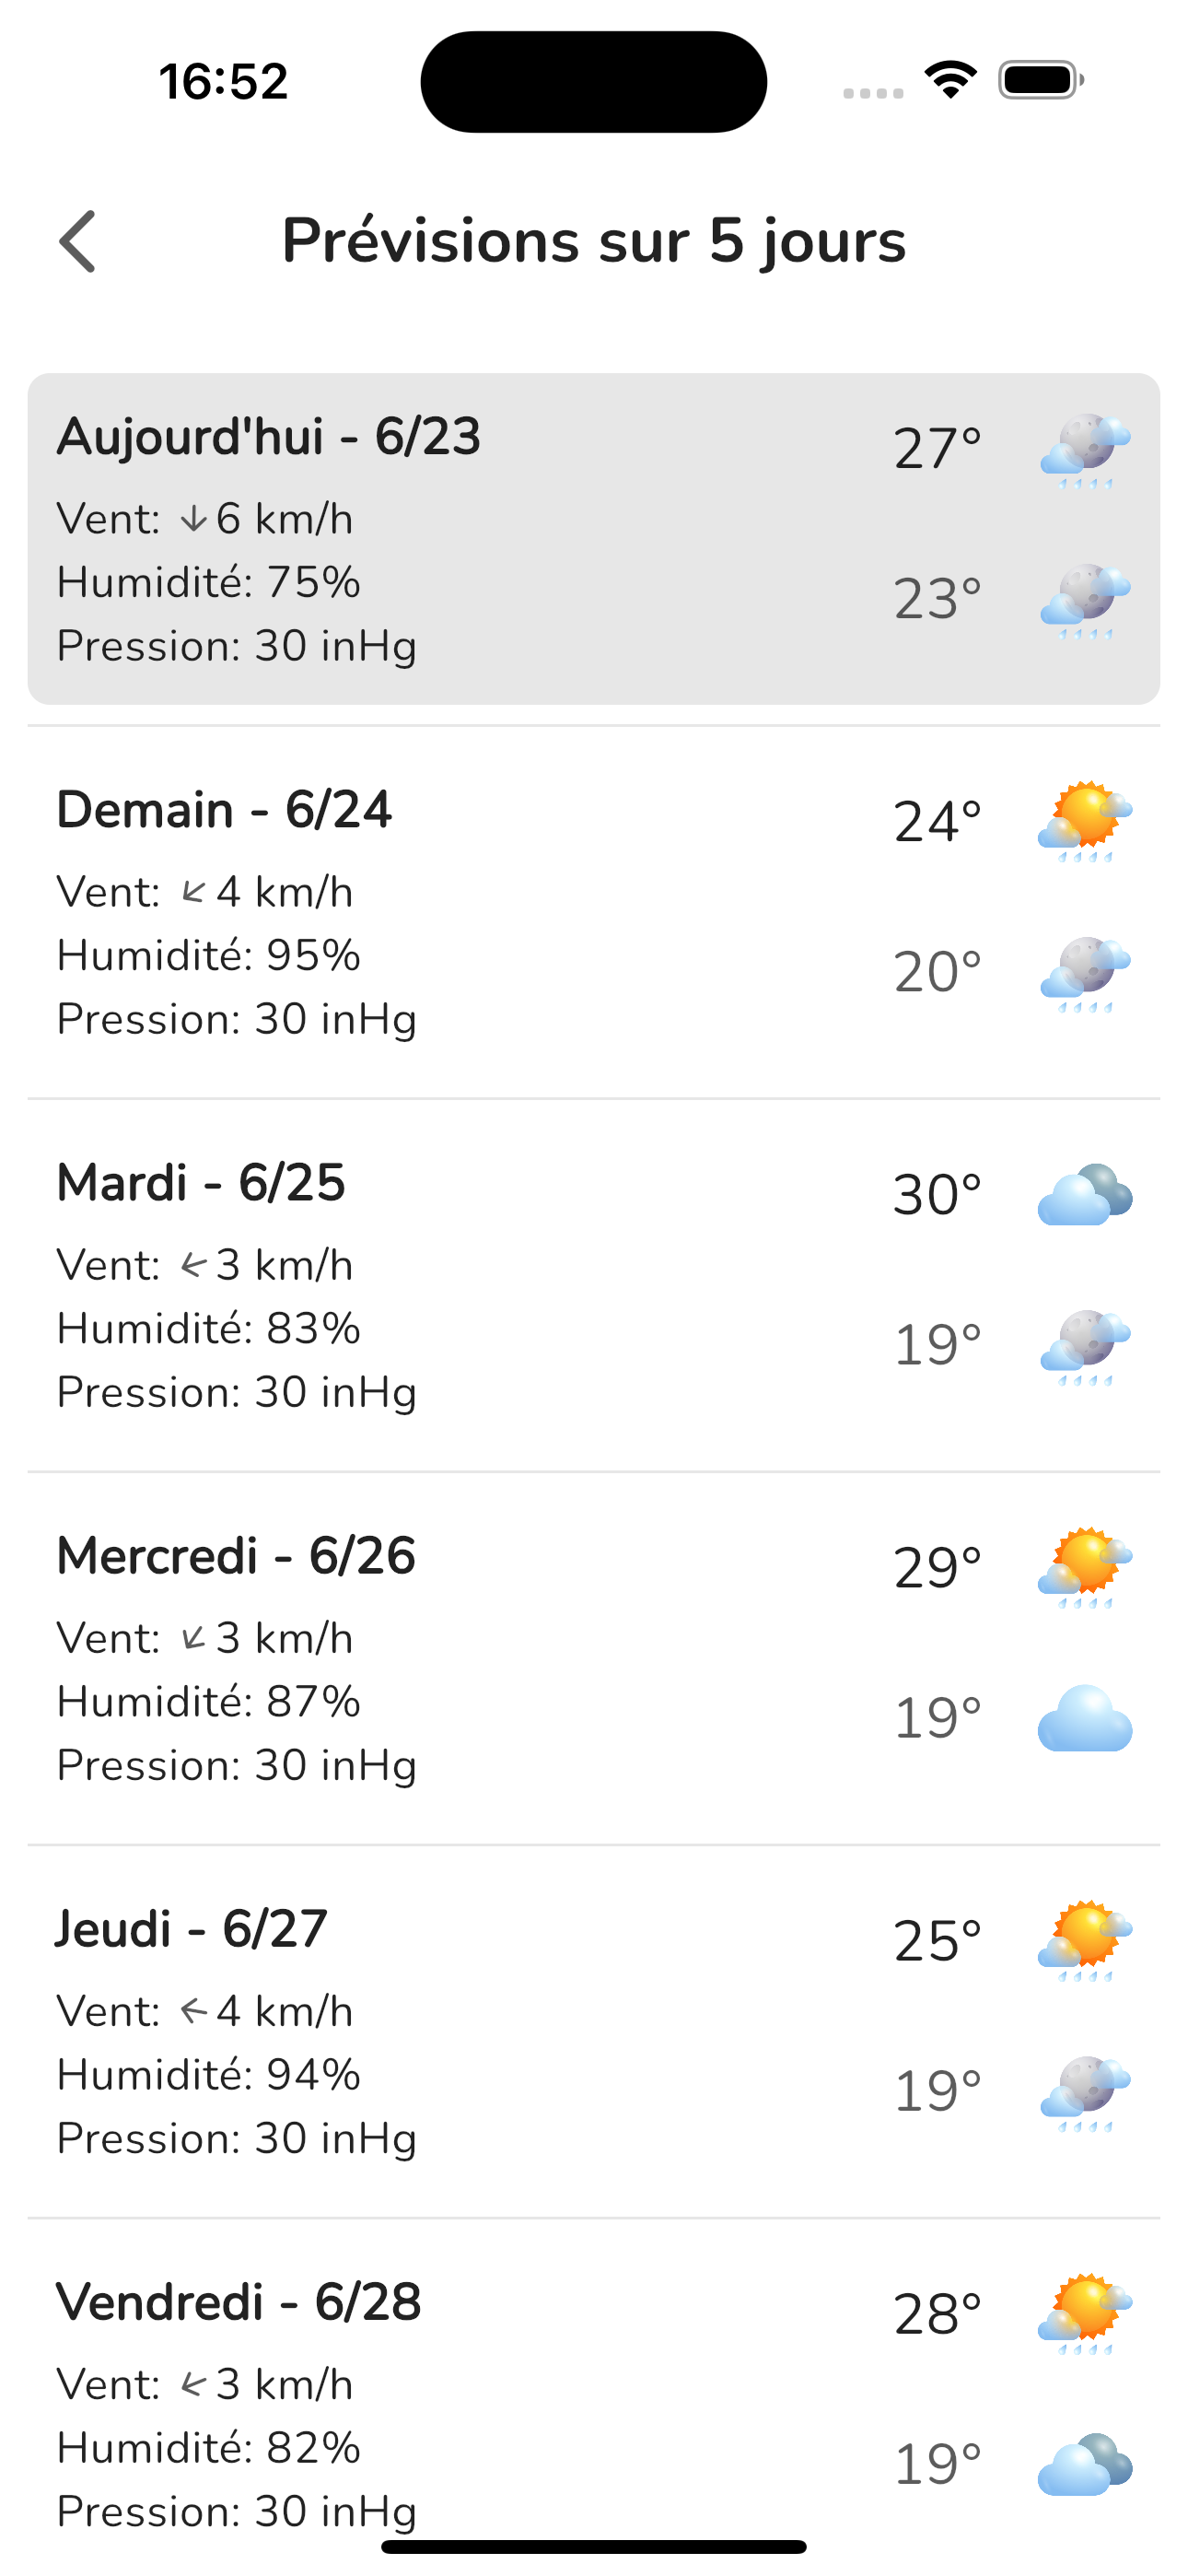 16:52
Prévisions sur 5 jours
Aujourd'hui - 6/23
27°
Vent: 6 km/h
Humidité: 75%
23°
Pression: 30 inHg
Demain - 6/24
24°
Vent: 4 km/h
Humidité: 95%
20°
Pression: 30 inHg
Mardi - 6/25
30°
Vent: 3 km/h
Humidité: 83%
19°
Pression: 30 inHg
Mercredi - 6/26
29°
Vent: 3 km/h
Humidité: 87%
19°
Pression: 30 inHg
Jeudi - 6/27
25°
Vent: 4 km/h
Humidité: 94%
19°
Pression: 30 inHg
Vendredi - 6/28
28°
Vent: 3 km/h
Humidité: 82%
19°
Pression: 30 inHg